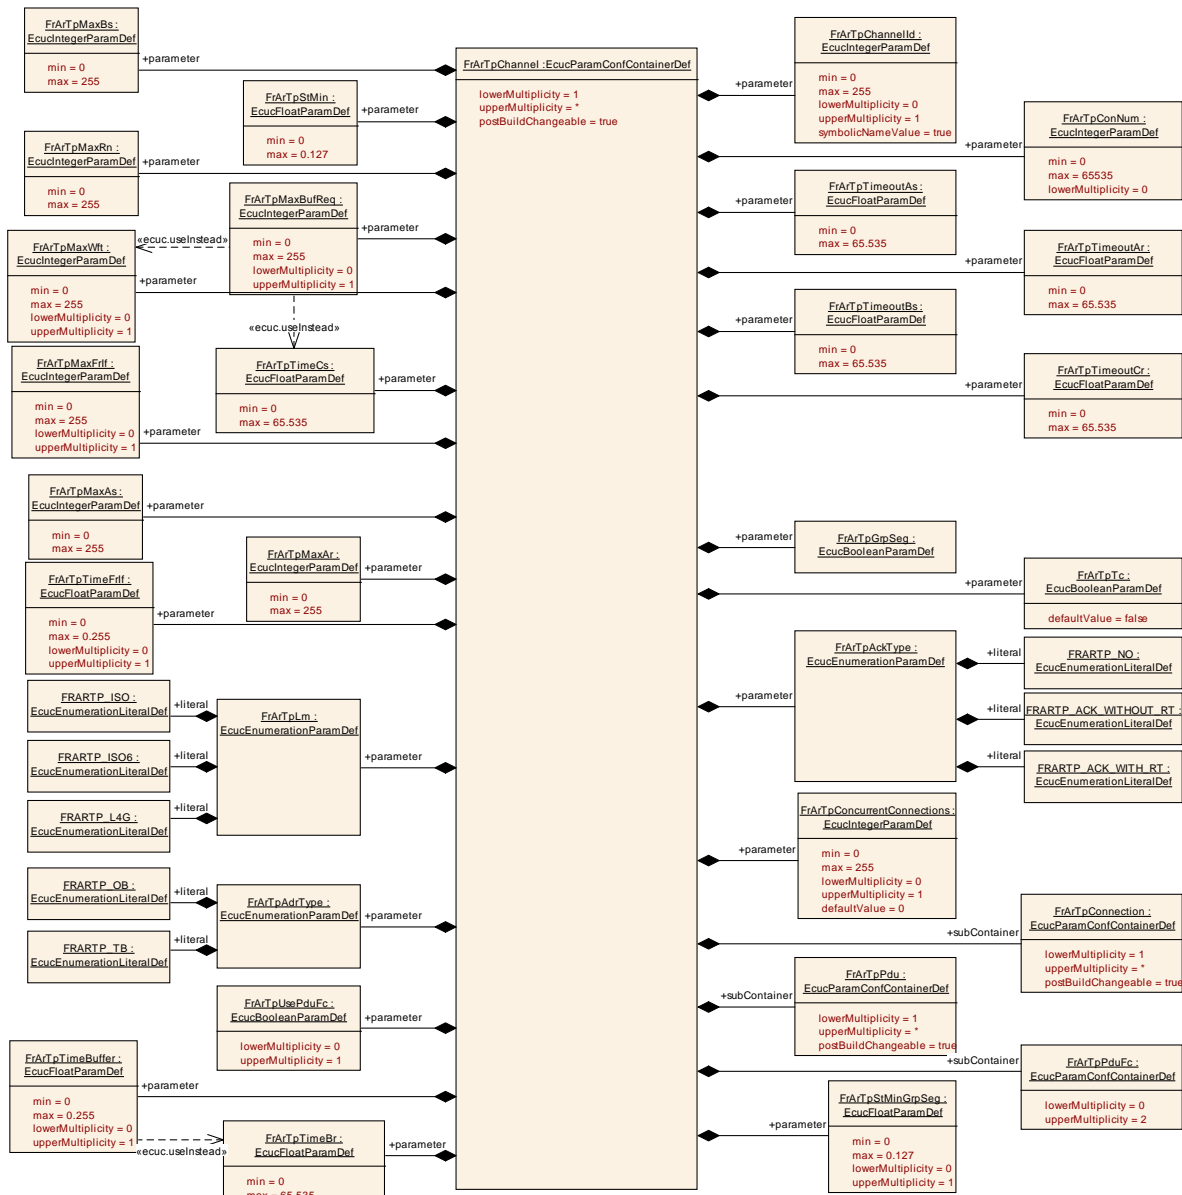 FrArTpMaxBs :
EcucIntegerParamDef
min = 0
max = 255
+parameter
FrArTpStMin :
EcucFloatParamDef
min = 0
max = 0.127
+parameter
FrArTpMaxRn :
EcucIntegerParamDef
min = 0
max = 255
+parameter
FrArTpMaxBufReq :
EcucIntegerParamDef
min = 0
max = 255
lowerMultiplicity = 0
upperMultiplicity = 1
+parameter
«ecuc.useInstead»
FrArTpMaxWft :
EcucIntegerParamDef
min = 0
max = 255
lowerMultiplicity = 0
upperMultiplicity = 1
+parameter
«ecuc.useInstead»
FrArTpTimeCs :
EcucFloatParamDef
min = 0
max = 65.535
+parameter
FrArTpMaxFrIf :
EcucIntegerParamDef
min = 0
max = 255
lowerMultiplicity = 0
upperMultiplicity = 1
+parameter
FrArTpMaxAs :
EcucIntegerParamDef
min = 0
max = 255
+parameter
FrArTpMaxAr :
EcucIntegerParamDef
min = 0
max = 255
+parameter
FrArTpTimeFrIf :
EcucFloatParamDef
min = 0
max = 0.255
lowerMultiplicity = 0
upperMultiplicity = 1
+parameter
FRARTP_ISO :
EcucEnumerationLiteralDef
+literal
FRARTP_ISO6 :
EcucEnumerationLiteralDef
+literal
FRARTP_L4G :
EcucEnumerationLiteralDef
+literal
FrArTpLm :
EcucEnumerationParamDef
+parameter
FRARTP_OB :
EcucEnumerationLiteralDef
+literal
FRARTP_TB :
EcucEnumerationLiteralDef
+literal
FrArTpAdrType :
EcucEnumerationParamDef
+parameter
FrArTpUsePduFc :
EcucBooleanParamDef
lowerMultiplicity = 0
upperMultiplicity = 1
+parameter
FrArTpTimeBuffer :
EcucFloatParamDef
min = 0
max = 0.255
lowerMultiplicity = 0
upperMultiplicity = 1
+parameter
«ecuc.useInstead»
FrArTpTimeBr :
EcucFloatParamDef
min = 0
max = 65.535
+parameter
FrArTpChannel :EcucParamConfContainerDef
lowerMultiplicity = 1
upperMultiplicity = *
postBuildChangeable = true
FrArTpChannelId :
EcucIntegerParamDef
min = 0
max = 255
lowerMultiplicity = 0
upperMultiplicity = 1
symbolicNameValue = true
+parameter
FrArTpConNum :
EcucIntegerParamDef
min = 0
max = 65535
lowerMultiplicity = 0
+parameter
FrArTpTimeoutAs :
EcucFloatParamDef
min = 0
max = 65.535
+parameter
FrArTpTimeoutAr :
EcucFloatParamDef
min = 0
max = 65.535
+parameter
FrArTpTimeoutBs :
EcucFloatParamDef
min = 0
max = 65.535
+parameter
FrArTpTimeoutCr :
EcucFloatParamDef
min = 0
max = 65.535
+parameter
FrArTpGrpSeg :
EcucBooleanParamDef
+parameter
FrArTpTc :
EcucBooleanParamDef
defaultValue = false
+parameter
FrArTpAckType :
EcucEnumerationParamDef
+parameter
+literal
FRARTP_NO :
EcucEnumerationLiteralDef
+literal
FRARTP_ACK_WITHOUT_RT :
EcucEnumerationLiteralDef
+literal
FRARTP_ACK_WITH_RT :
EcucEnumerationLiteralDef
FrArTpConcurrentConnections :
EcucIntegerParamDef
min = 0
max = 255
lowerMultiplicity = 0
upperMultiplicity = 1
defaultValue = 0
+parameter
FrArTpConnection :
EcucParamConfContainerDef
lowerMultiplicity = 1
upperMultiplicity = *
postBuildChangeable = true
+subContainer
FrArTpPdu :
EcucParamConfContainerDef
lowerMultiplicity = 1
upperMultiplicity = *
postBuildChangeable = true
+subContainer
FrArTpPduFc :
EcucParamConfContainerDef
lowerMultiplicity = 0
upperMultiplicity = 2
+subContainer
FrArTpStMinGrpSeg :
EcucFloatParamDef
min = 0
max = 0.127
lowerMultiplicity = 0
upperMultiplicity = 1
+parameter